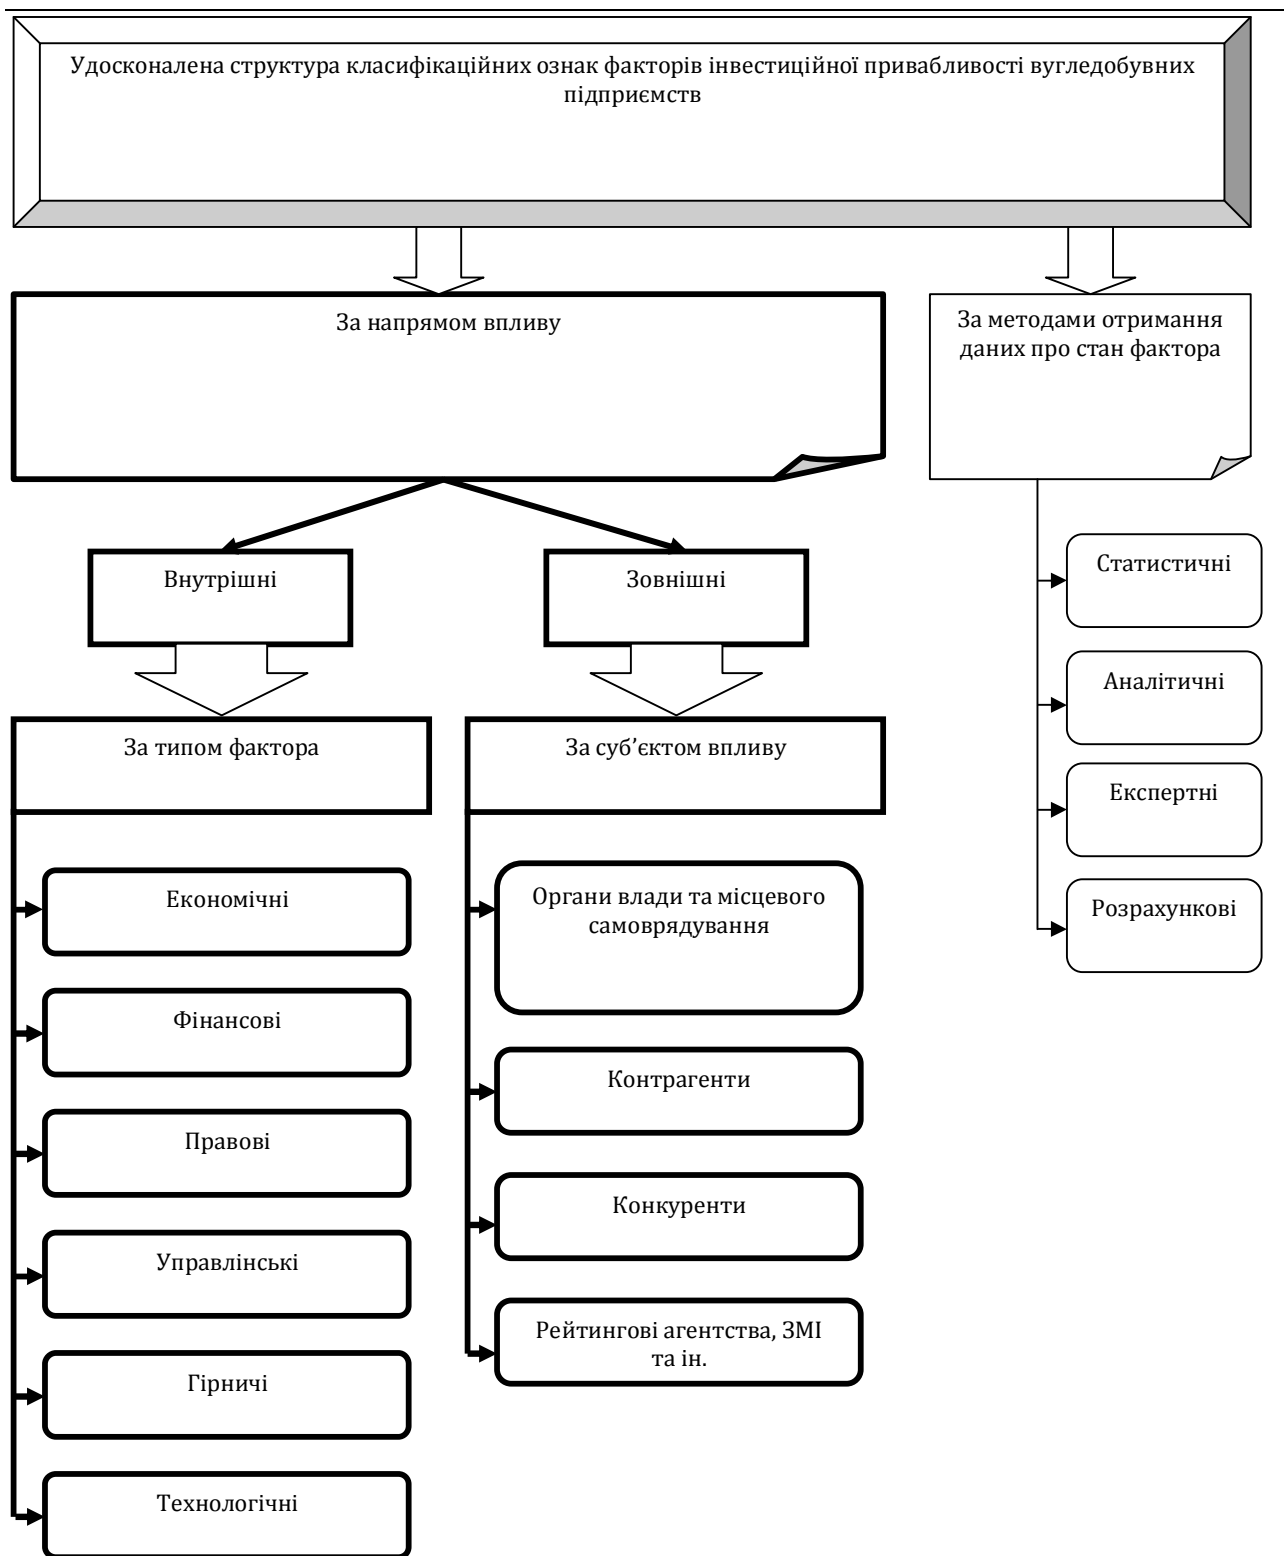 Удосконалена структура класифікаційних ознак факторів інвестиційної привабливості вугледобувних
підприємств
За напрямом впливу
За методами отримання
даних про стан фактора
Внутрішні
Зовнішні
Статистичні
Аналітичні
Експертні
Розрахункові
За типом фактора
За суб’єктом впливу
Економічні
Фінансові
Правові
Управлінські
Гірничі
Технологічні
Органи влади та місцевого
самоврядування
Контрагенти
Конкуренти
Рейтингові агентства, ЗМІ
та ін.